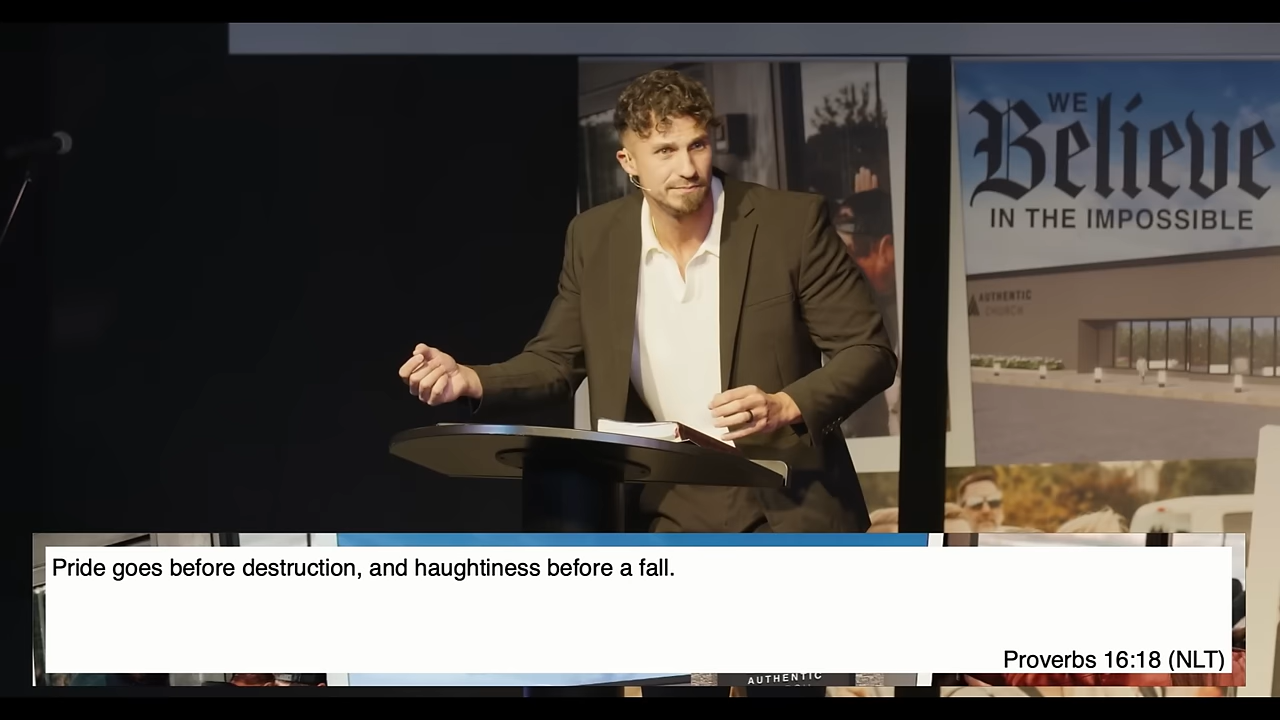 WE
Believe
IN THE IMPOSSIBLE
AUTHENTIC
CHURCH
Pride goes before destruction, and haughtiness before a fall.
Proverbs 16:18 (NLT)
AUTHENTIC